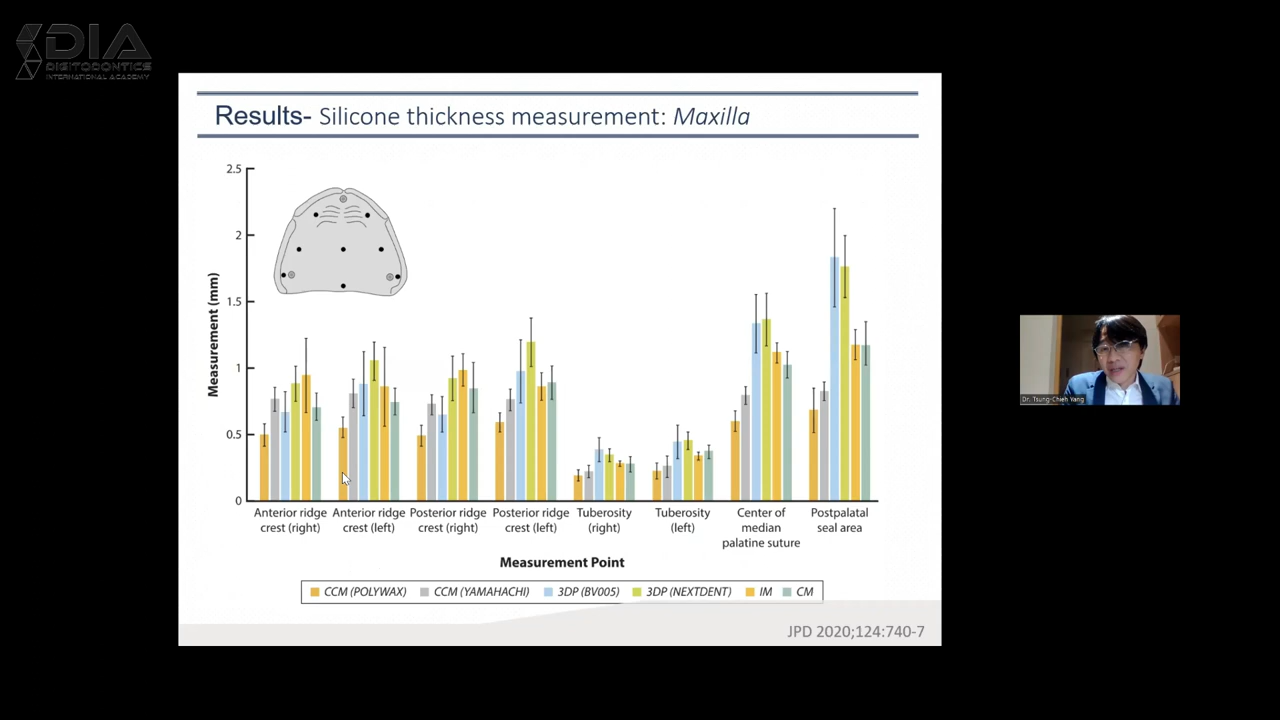 DIA
DIGITODONTICS
INTERNATIONAL ACADEMY
Results- Silicone thickness measurement: Maxilla
2.5
2
1.5
1
0.5
0
Measurement (mm)
Anterior ridge
crest (right)
Anterior ridge
crest (left)
Posterior ridge
crest (right)
Posterior ridge
crest (left)
Tuberosity
(right)
Tuberosity
(left)
Center of
median
palatine suture
Postpalatal
seal area
Measurement Point
CCM (POLYWAX) CCM (YAMAHACHI) 3DP (BV005) 3DP (NEXTDENT) IM CM
JPD 2020;124:740-7
Dr. Tsung-Chieh Yang